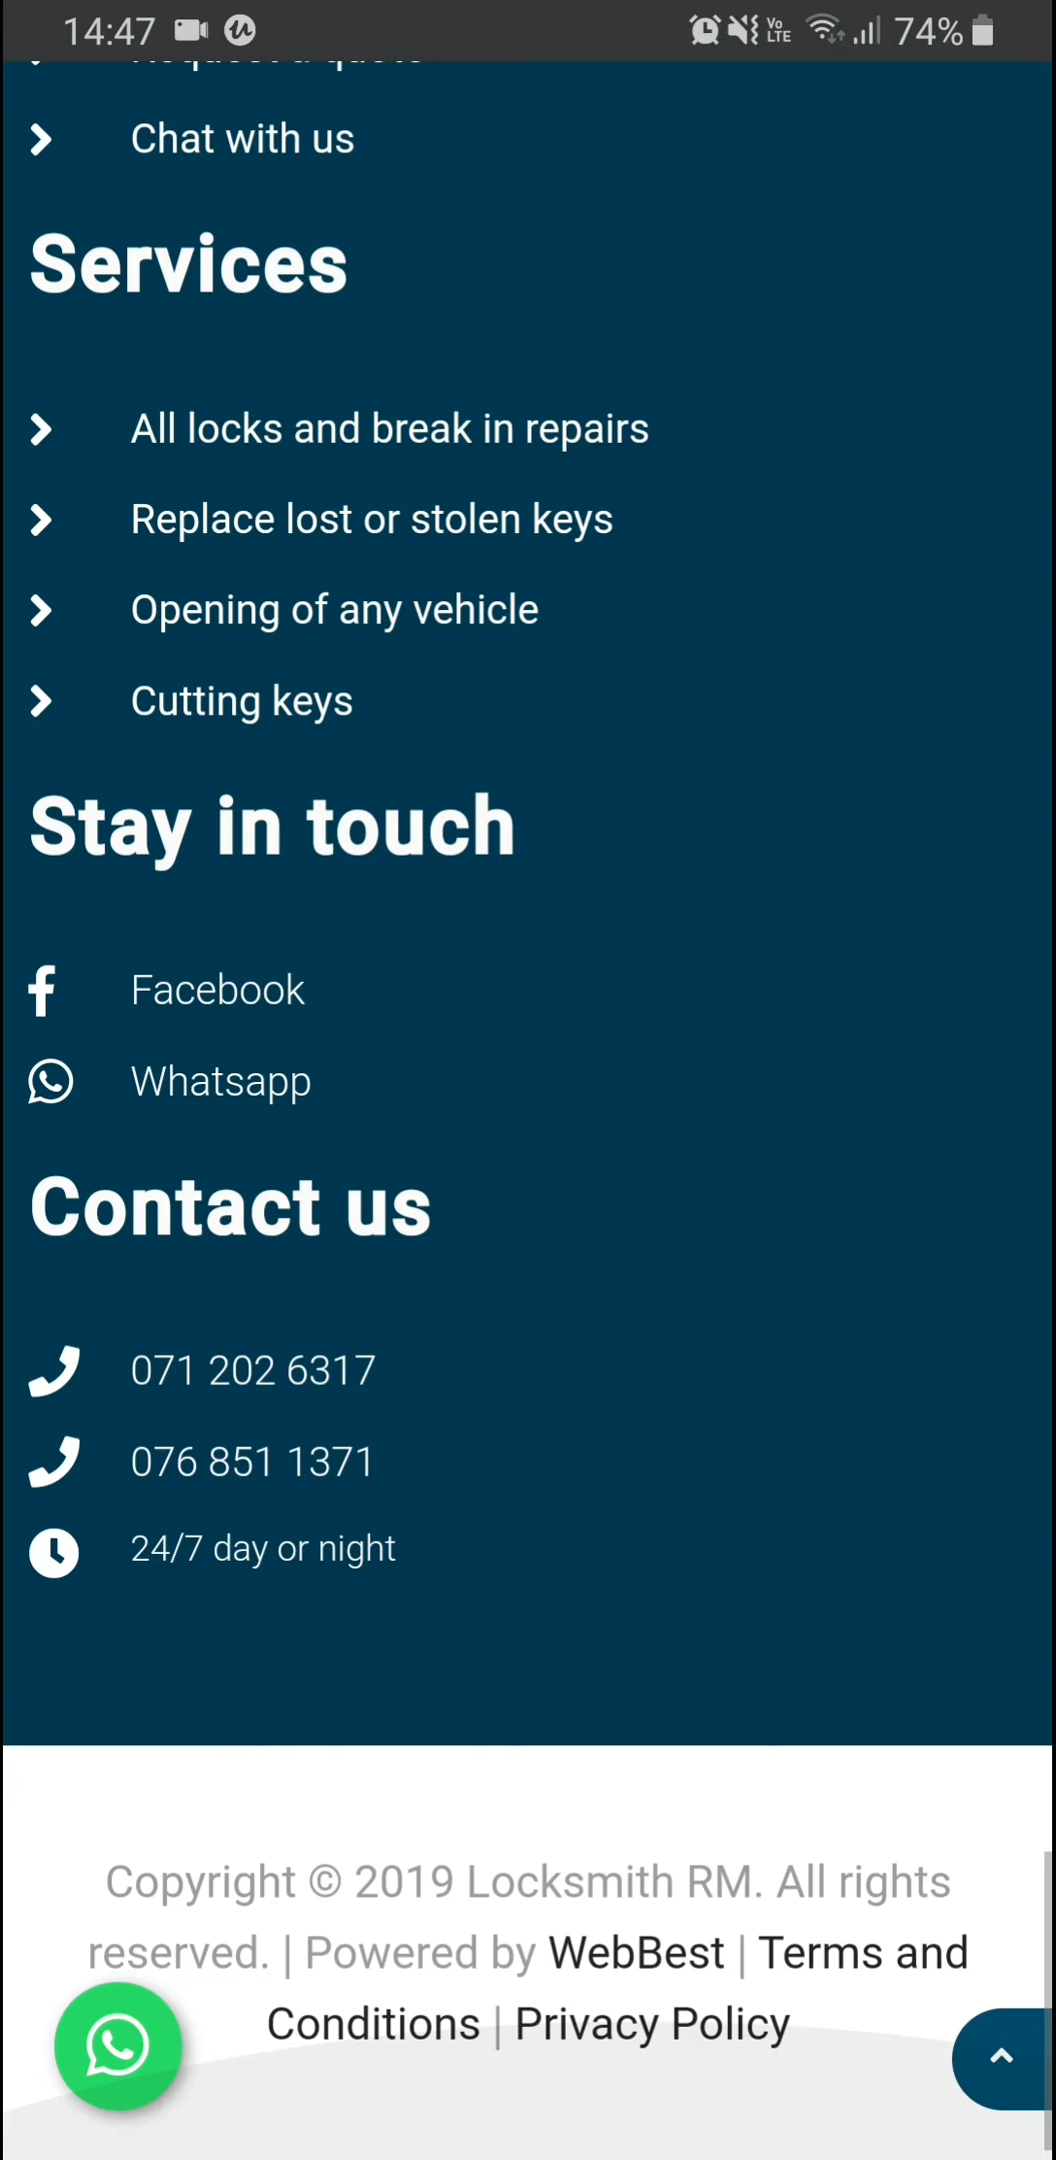 14:47 Vo LTE 74%
Chat with us
Services
All locks and break in repairs
Replace lost or stolen keys
Opening of any vehicle
Cutting keys
Stay in touch
Facebook
Whatsapp
Contact us
071 202 6317
076 851 1371
24/7 day or night
Copyright © 2019 Locksmith RM. All rights
reserved. | Powered by WebBest | Terms and
Conditions | Privacy Policy